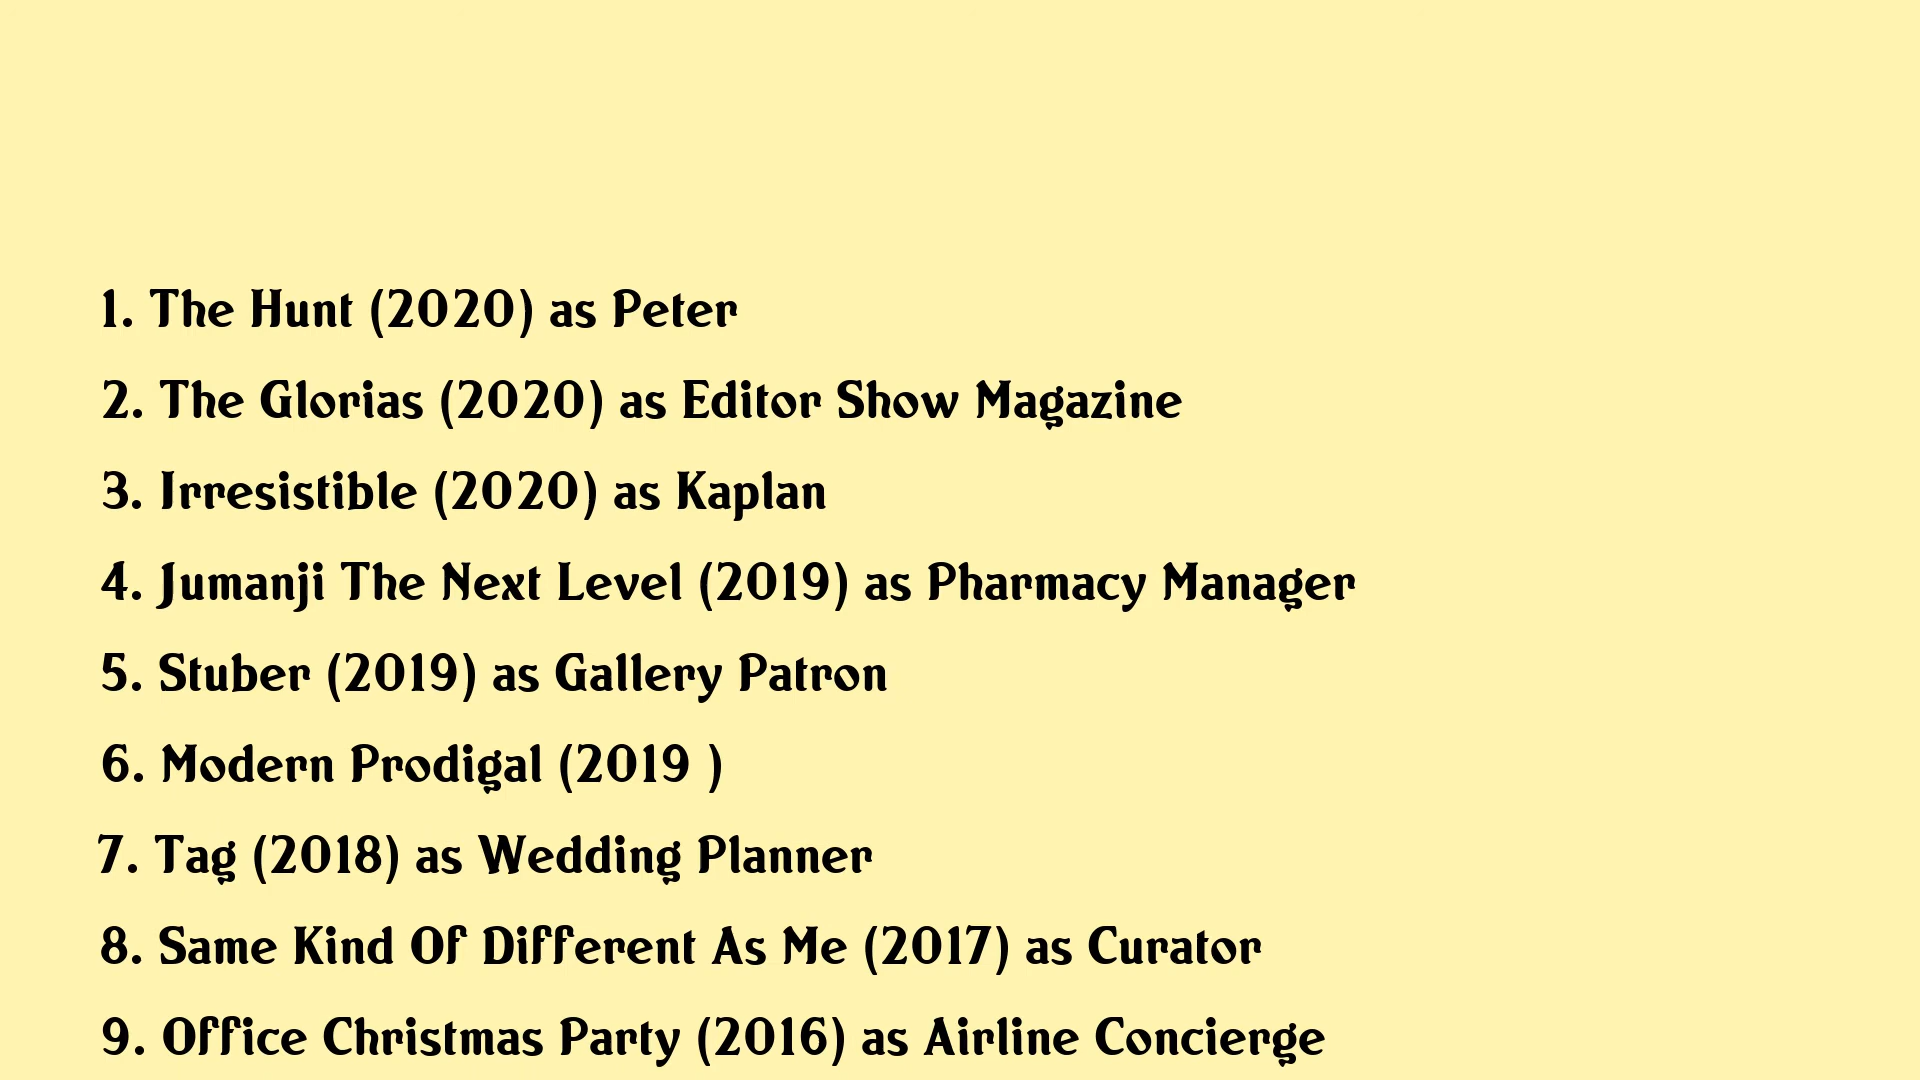 1. The Hunt (2020) as Peter
2. The Glorias (2020) as Editor Show Magazine
3. Irresistible (2020) as Kaplan
4. Jumanji The Next Level (2019) as Pharmacy Manager
5. Stuber (2019) as Gallery Patron
6. Modern Prodigal (2019 )
7. Tag (2018) as Wedding Planner
8. Same Kind Of Different As Me (2017) as Curator
9. Office Christmas Party (2016) as Airline Concierge